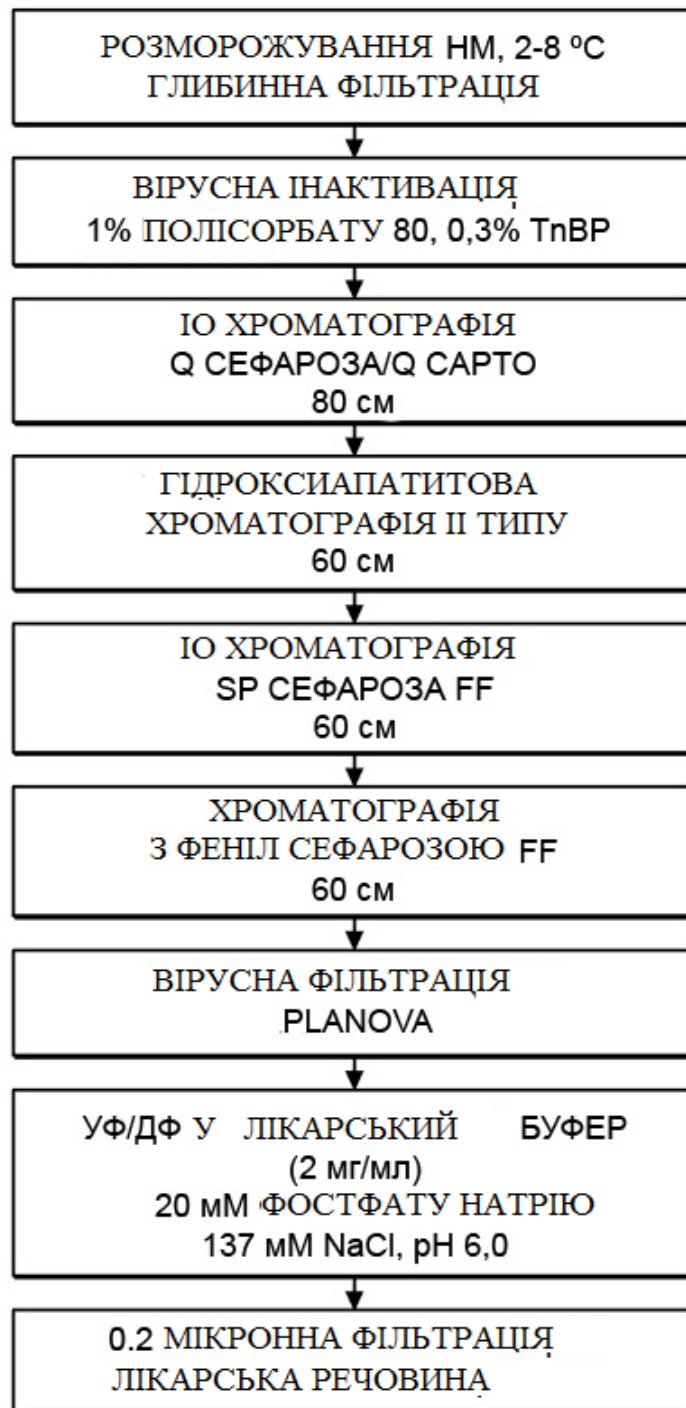 РОЗМОРОЖУВАННЯ НМ, 2-8 ºC
ГЛИБИННА ФІЛЬТРАЦІЯ
ВІРУСНА ІНАКТИВАЦІЯ
1% ПОЛІСОРБАТУ 80, 0,3% TnBP
ІО ХРОМАТОГРАФІЯ
Q СЕФАРОЗА/Q CAPTO
80 см
ГІДРОКСИАПАТИТОВА
ХРОМАТОГРАФІЯ II ТИПУ
60 см
ІО ХРОМАТОГРАФІЯ
SP СЕФАРОЗА FF
60 см
ХРОМАТОГРАФІЯ
З ФЕНІЛ СЕФАРОЗОЮ FF
60 см
ВІРУСНА ФІЛЬТРАЦІЯ
PLANOVA
УФ/ДФ У ЛІКАРСЬКИЙ БУФЕР
(2 мг/мл)
20 мМ ФОСТФАТУ НАТРІЮ
137 мМ NaCl, pH 6,0
0.2 МІКРОННА ФІЛЬТРАЦІЯ
ЛІКАРСЬКА РЕЧОВИНА